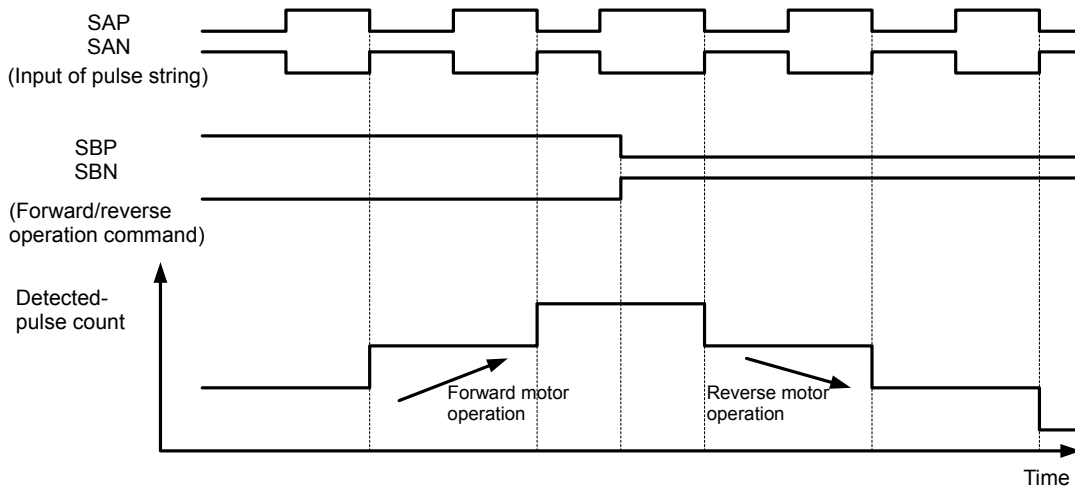 SAP
SAN
(Input of pulse string)
SBP
SBN
(Forward/reverse
operation command)
Detected-
pulse count
Forward motor
operation
Reverse motor
operation
Time